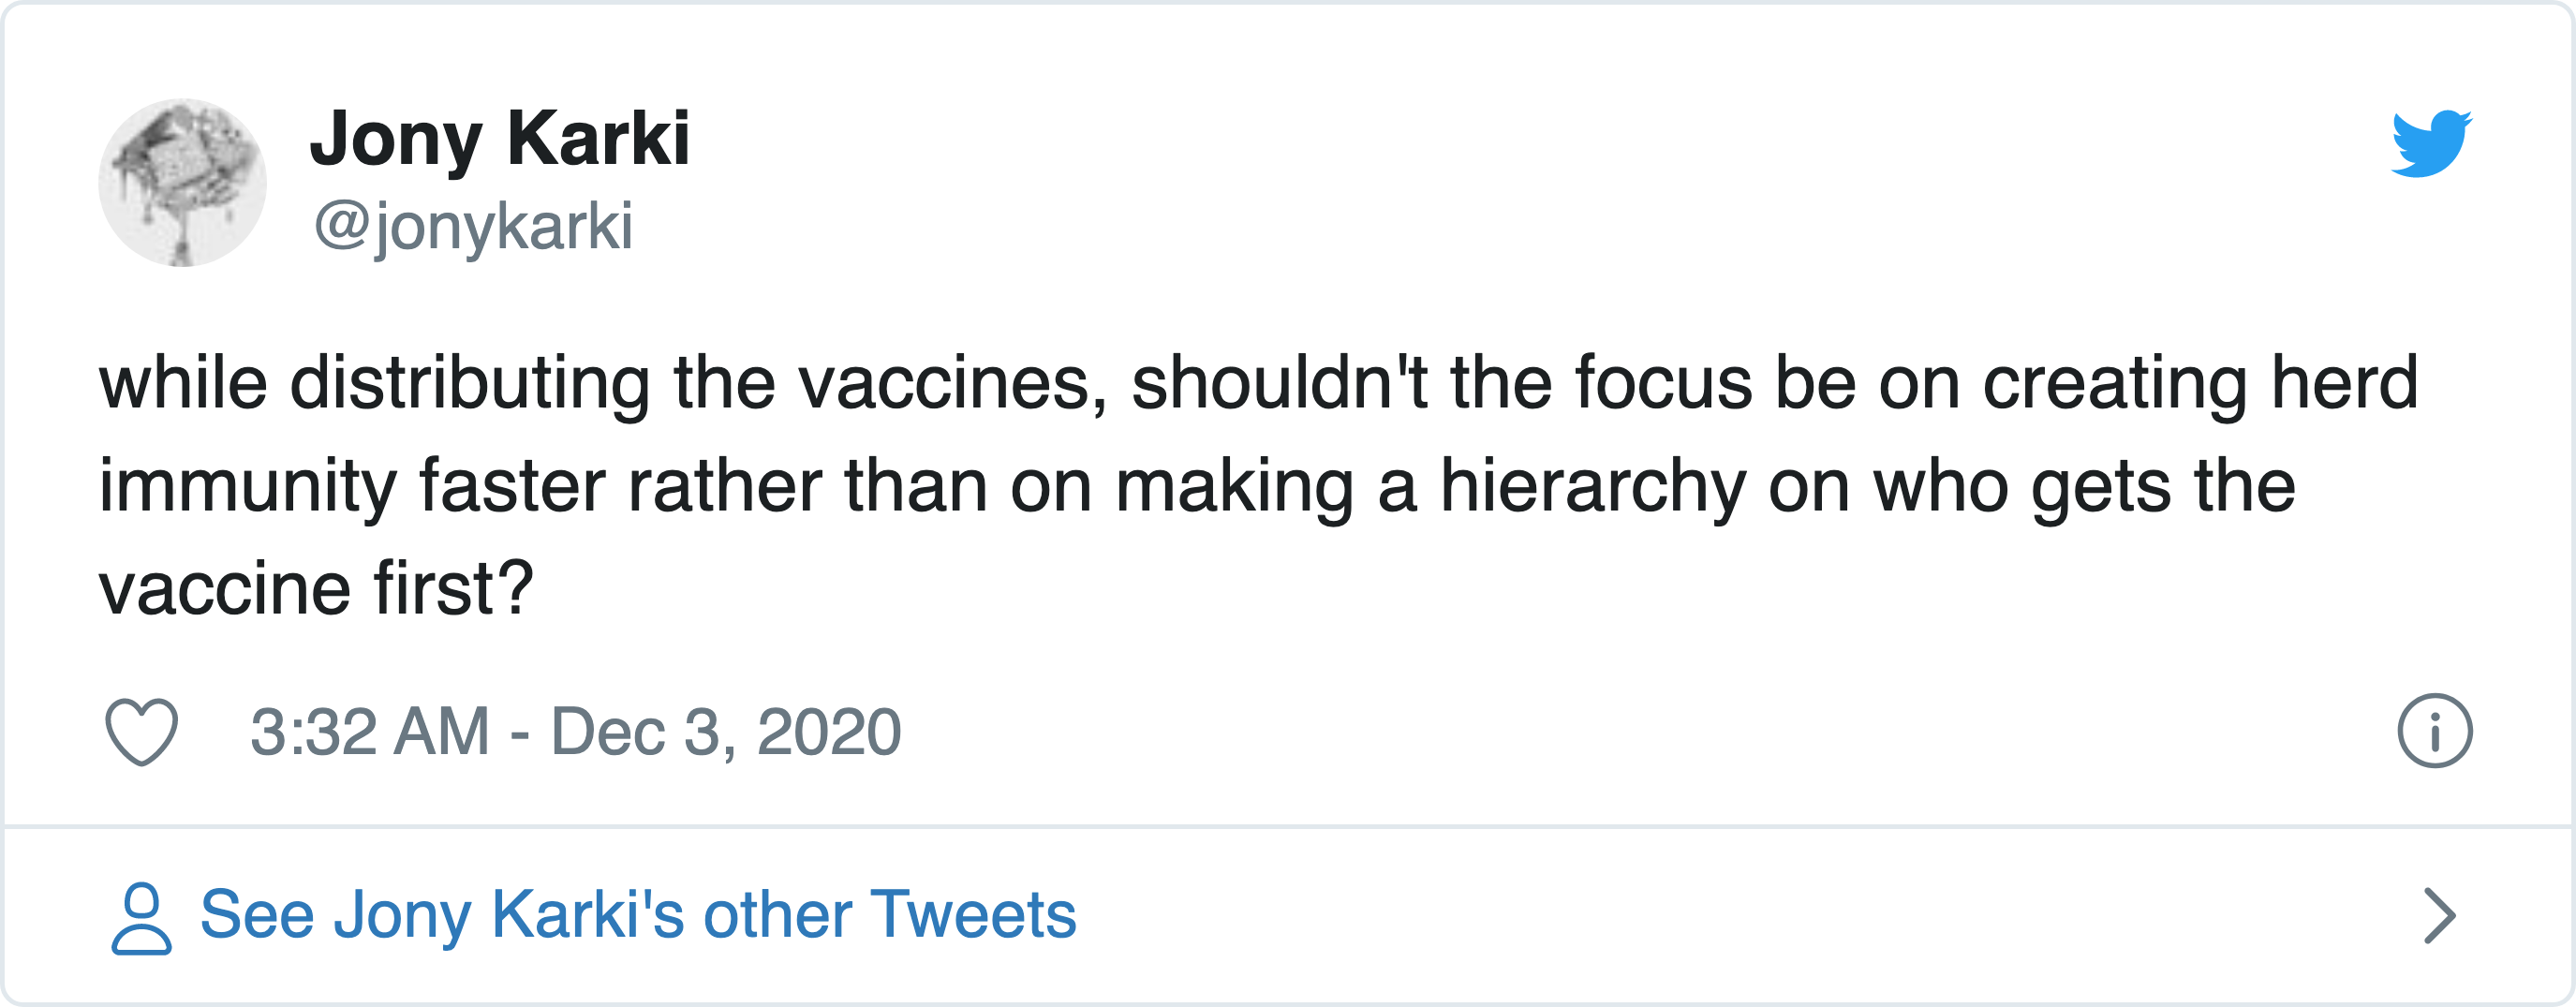 Jony Karki
@jonykarki
while distributing the vaccines, shouldn't the focus be on creating herd
immunity faster rather than on making a hierarchy on who gets the
vaccine first?
3:32 AM - Dec 3, 2020
See Jony Karki's other Tweets